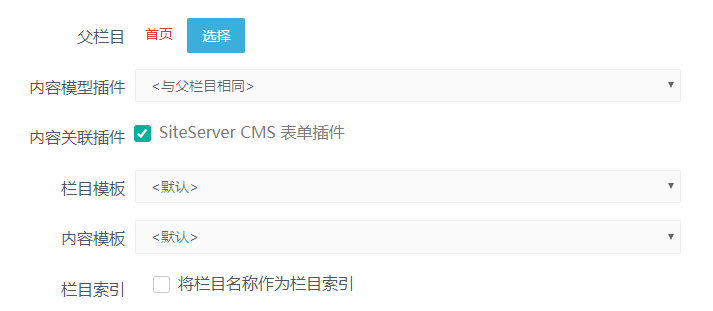 父栏目 首页 选择
内容模型插件 <与父栏目相同>
内容关联插件 SiteServer CMS 表单插件
栏目模板 <默认>
内容模板 <默认>
栏目索引 将栏目名称作为栏目索引